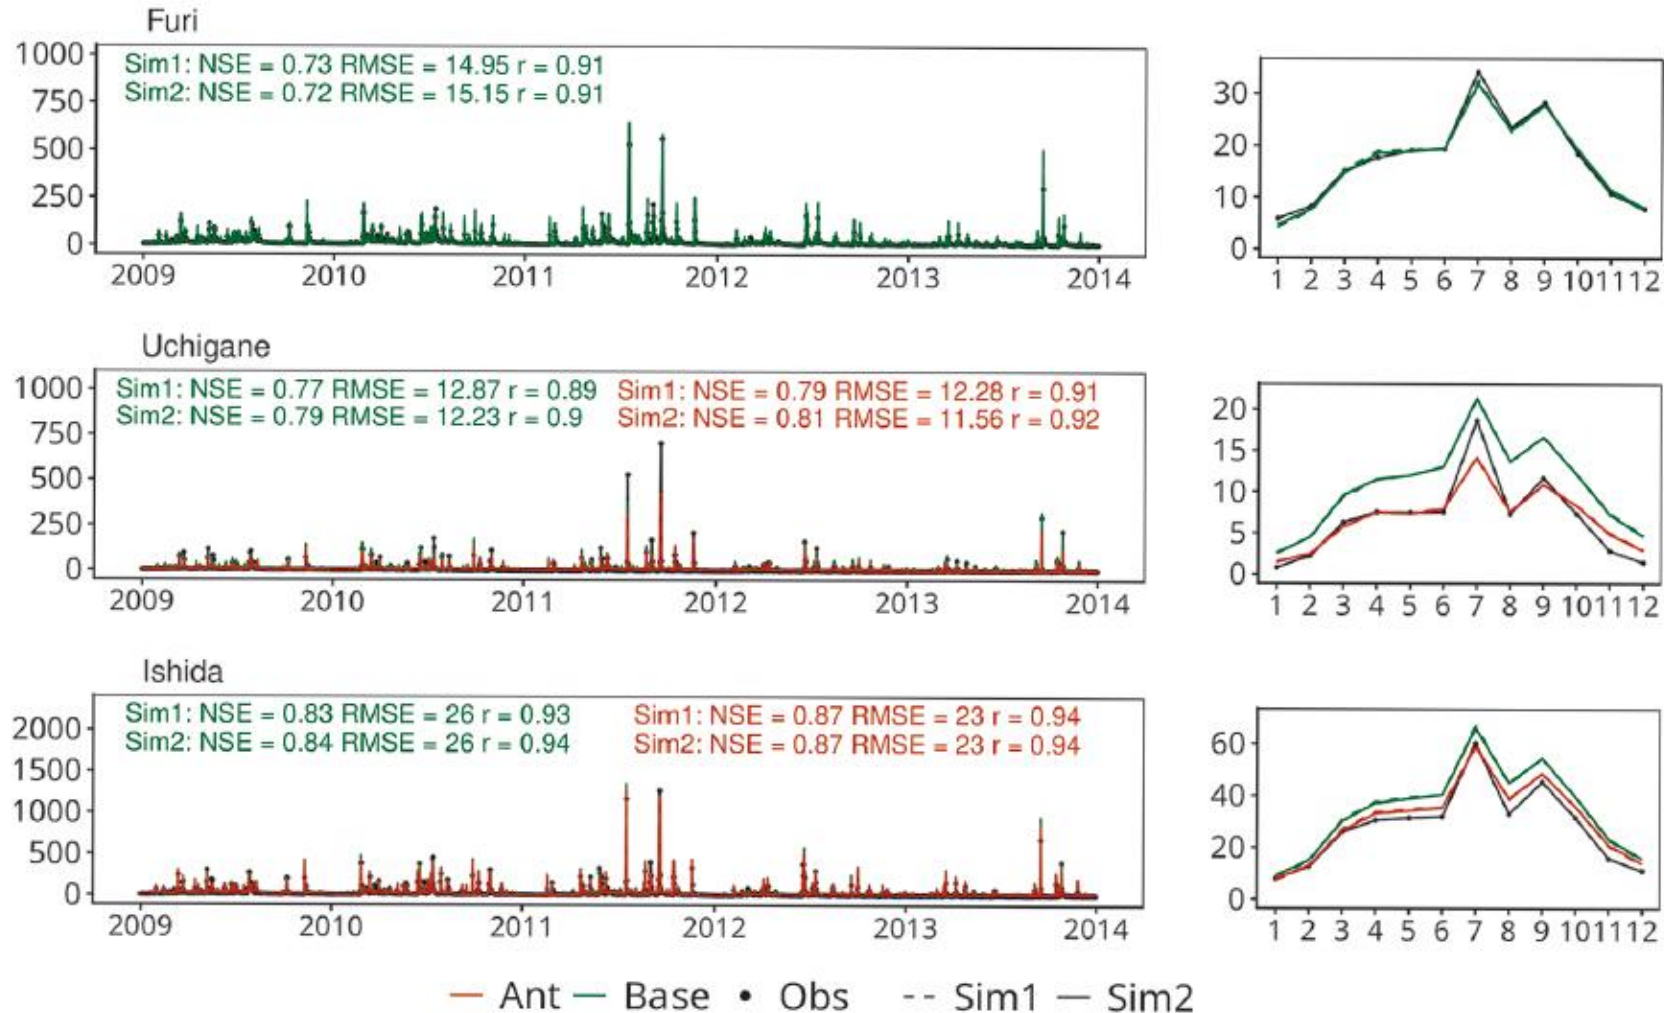 Furi
1000
750
500
250
0
Sim1: NSE = 0.73 RMSE = 14.95 r = 0.91
Sim2: NSE = 0.72 RMSE = 15.15 r = 0.91
2009 2010 2011 2012 2013 2014
30
20
10
0
1 2 3 4 5 6 7 8 9 10 11 12
Uchigane
1000
750
500
250
0
Sim1: NSE = 0.77 RMSE = 12.87 r = 0.89 Sim1: NSE = 0.79 RMSE = 12.28 r = 0.91
Sim2: NSE = 0.79 RMSE = 12.23 r = 0.9 Sim2: NSE = 0.81 RMSE = 11.56 r = 0.92
2009 2010 2011 2012 2013 2014
20
15
10
5
0
1 2 3 4 5 6 7 8 9 10 11 12
Ishida
2000
1500
1000
500
0
Sim1: NSE = 0.83 RMSE = 26 r = 0.93 Sim1: NSE = 0.87 RMSE = 23 r = 0.94
Sim2: NSE = 0.84 RMSE = 26 r = 0.94 Sim2: NSE = 0.87 RMSE = 23 r = 0.94
2009 2010 2011 2012 2013 2014
60
40
20
0
1 2 3 4 5 6 7 8 9 10 11 12
Ant Base Obs Sim1 Sim2